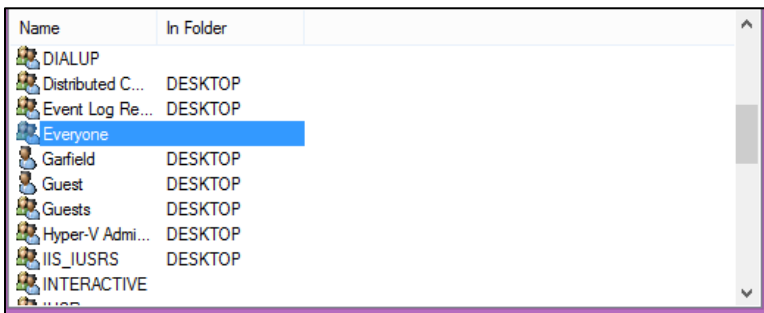 Name In Folder
DIALUP
Distributed C... DESKTOP
Event Log Re... DESKTOP
Everyone
Garfield DESKTOP
Guest DESKTOP
Guests DESKTOP
Hyper-V Admi... DESKTOP
IIS_IUSRS DESKTOP
INTERACTIVE